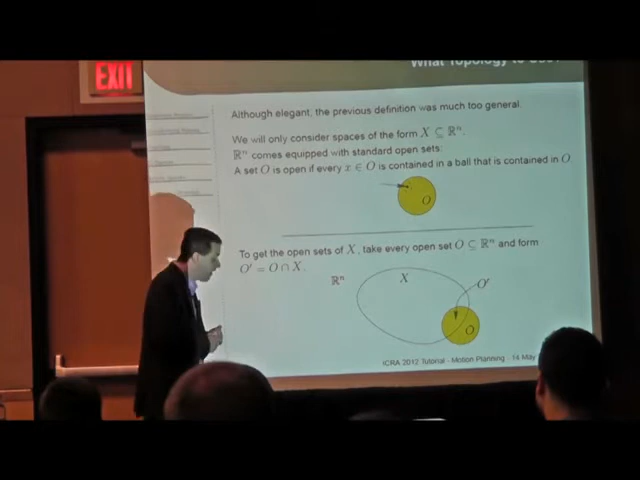 EXIT
What Topology to Use?
Although elegant, the previous definition was much too general.
We will only consider spaces of the form X ⊆ ℝⁿ.
ℝⁿ comes equipped with standard open sets:
A set O is open if every x ∈ O is contained in a ball that is contained in O.
O
To get the open sets of X, take every open set O ⊆ ℝⁿ and form
O′ = O ∩ X.
ℝⁿ
X
O′
O
ICRA 2012 Tutorial - Motion Planning - 14 May